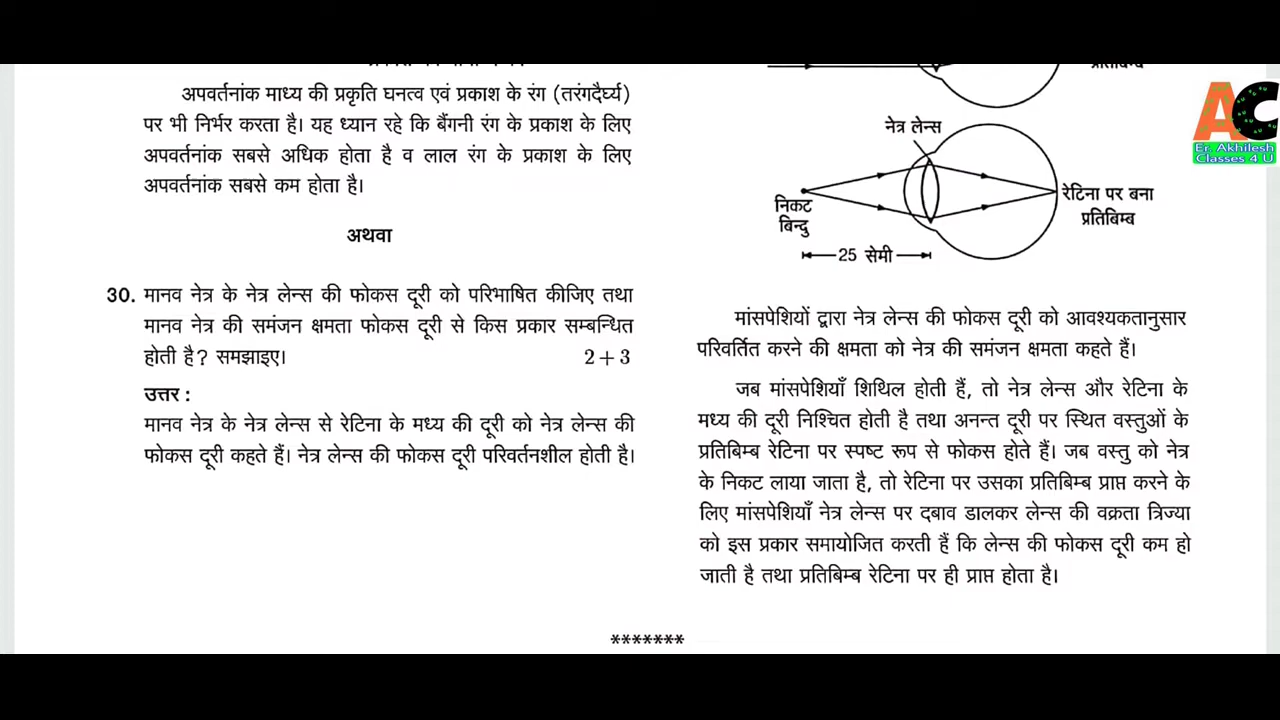 अपवर्तनांक माध्य की प्रकृति घनत्व एवं प्रकाश के रंग (तरंगदैर्घ्य)
पर भी निर्भर करता है। यह ध्यान रहे कि बैंगनी रंग के प्रकाश के लिए
अपवर्तनांक सबसे अधिक होता है व लाल रंग के प्रकाश के लिए
अपवर्तनांक सबसे कम होता है।
अथवा
30. मानव नेत्र के नेत्र लेन्स की फोकस दूरी को परिभाषित कीजिए तथा
मानव नेत्र की समंजन क्षमता फोकस दूरी से किस प्रकार सम्बन्धित
होती है? समझाइए। 2 + 3
उत्तर :
मानव नेत्र के नेत्र लेन्स से रेटिना के मध्य की दूरी को नेत्र लेन्स की
फोकस दूरी कहते हैं। नेत्र लेन्स की फोकस दूरी परिवर्तनशील होती है।
नेत्र लेन्स
निकट
बिन्दु
रेटिना पर बना
प्रतिबिम्ब
25 सेमी
मांसपेशियों द्वारा नेत्र लेन्स की फोकस दूरी को आवश्यकतानुसार
परिवर्तित करने की क्षमता को नेत्र की समंजन क्षमता कहते हैं।
जब मांसपेशियाँ शिथिल होती हैं, तो नेत्र लेन्स और रेटिना के
मध्य की दूरी निश्चित होती है तथा अनन्त दूरी पर स्थित वस्तुओं के
प्रतिबिम्ब रेटिना पर स्पष्ट रूप से फोकस होते हैं। जब वस्तु को नेत्र
के निकट लाया जाता है, तो रेटिना पर उसका प्रतिबिम्ब प्राप्त करने के
लिए मांसपेशियाँ नेत्र लेन्स पर दबाव डालकर लेन्स की वक्रता त्रिज्या
को इस प्रकार समायोजित करती हैं कि लेन्स की फोकस दूरी कम हो
जाती है तथा प्रतिबिम्ब रेटिना पर ही प्राप्त होता है।
*******
AC
Er. Akhilesh
Classes 4 U